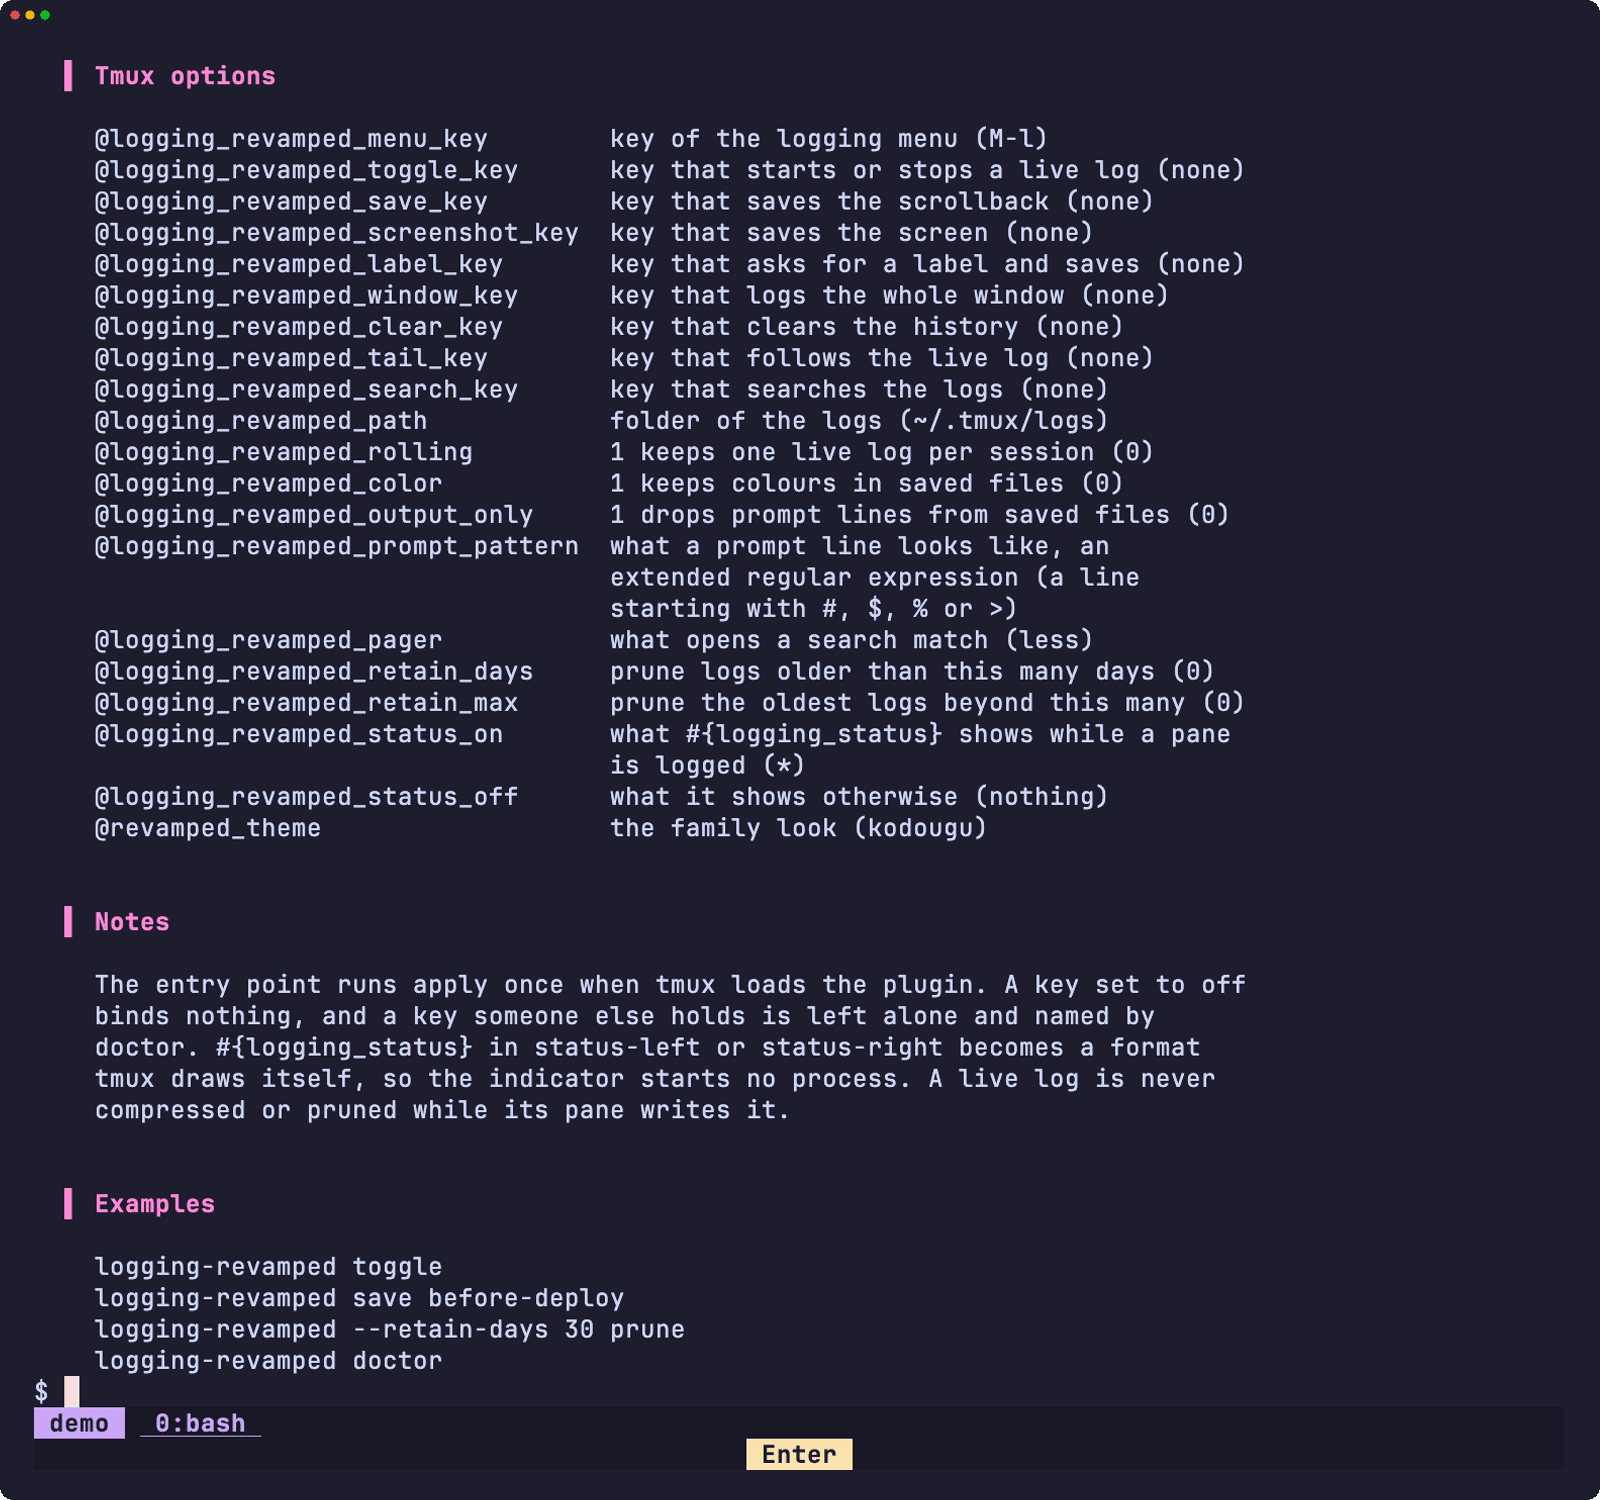 Tmux options
@logging_revamped_menu_key key of the logging menu (M-l)
@logging_revamped_toggle_key key that starts or stops a live log (none)
@logging_revamped_save_key key that saves the scrollback (none)
@logging_revamped_screenshot_key key that saves the screen (none)
@logging_revamped_label_key key that asks for a label and saves (none)
@logging_revamped_window_key key that logs the whole window (none)
@logging_revamped_clear_key key that clears the history (none)
@logging_revamped_tail_key key that follows the live log (none)
@logging_revamped_search_key key that searches the logs (none)
@logging_revamped_path folder of the logs (~/.tmux/logs)
@logging_revamped_rolling 1 keeps one live log per session (0)
@logging_revamped_color 1 keeps colours in saved files (0)
@logging_revamped_output_only 1 drops prompt lines from saved files (0)
@logging_revamped_prompt_pattern what a prompt line looks like, an
extended regular expression (a line
starting with #, $, % or >)
@logging_revamped_pager what opens a search match (less)
@logging_revamped_retain_days prune logs older than this many days (0)
@logging_revamped_retain_max prune the oldest logs beyond this many (0)
@logging_revamped_status_on what #{logging_status} shows while a pane
is logged (*)
@logging_revamped_status_off what it shows otherwise (nothing)
@revamped_theme the family look (kodougu)
Notes
The entry point runs apply once when tmux loads the plugin. A key set to off
binds nothing, and a key someone else holds is left alone and named by
doctor. #{logging_status} in status-left or status-right becomes a format
tmux draws itself, so the indicator starts no process. A live log is never
compressed or pruned while its pane writes it.
Examples
logging-revamped toggle
logging-revamped save before-deploy
logging-revamped --retain-days 30 prune
logging-revamped doctor
$
demo 0:bash
Enter